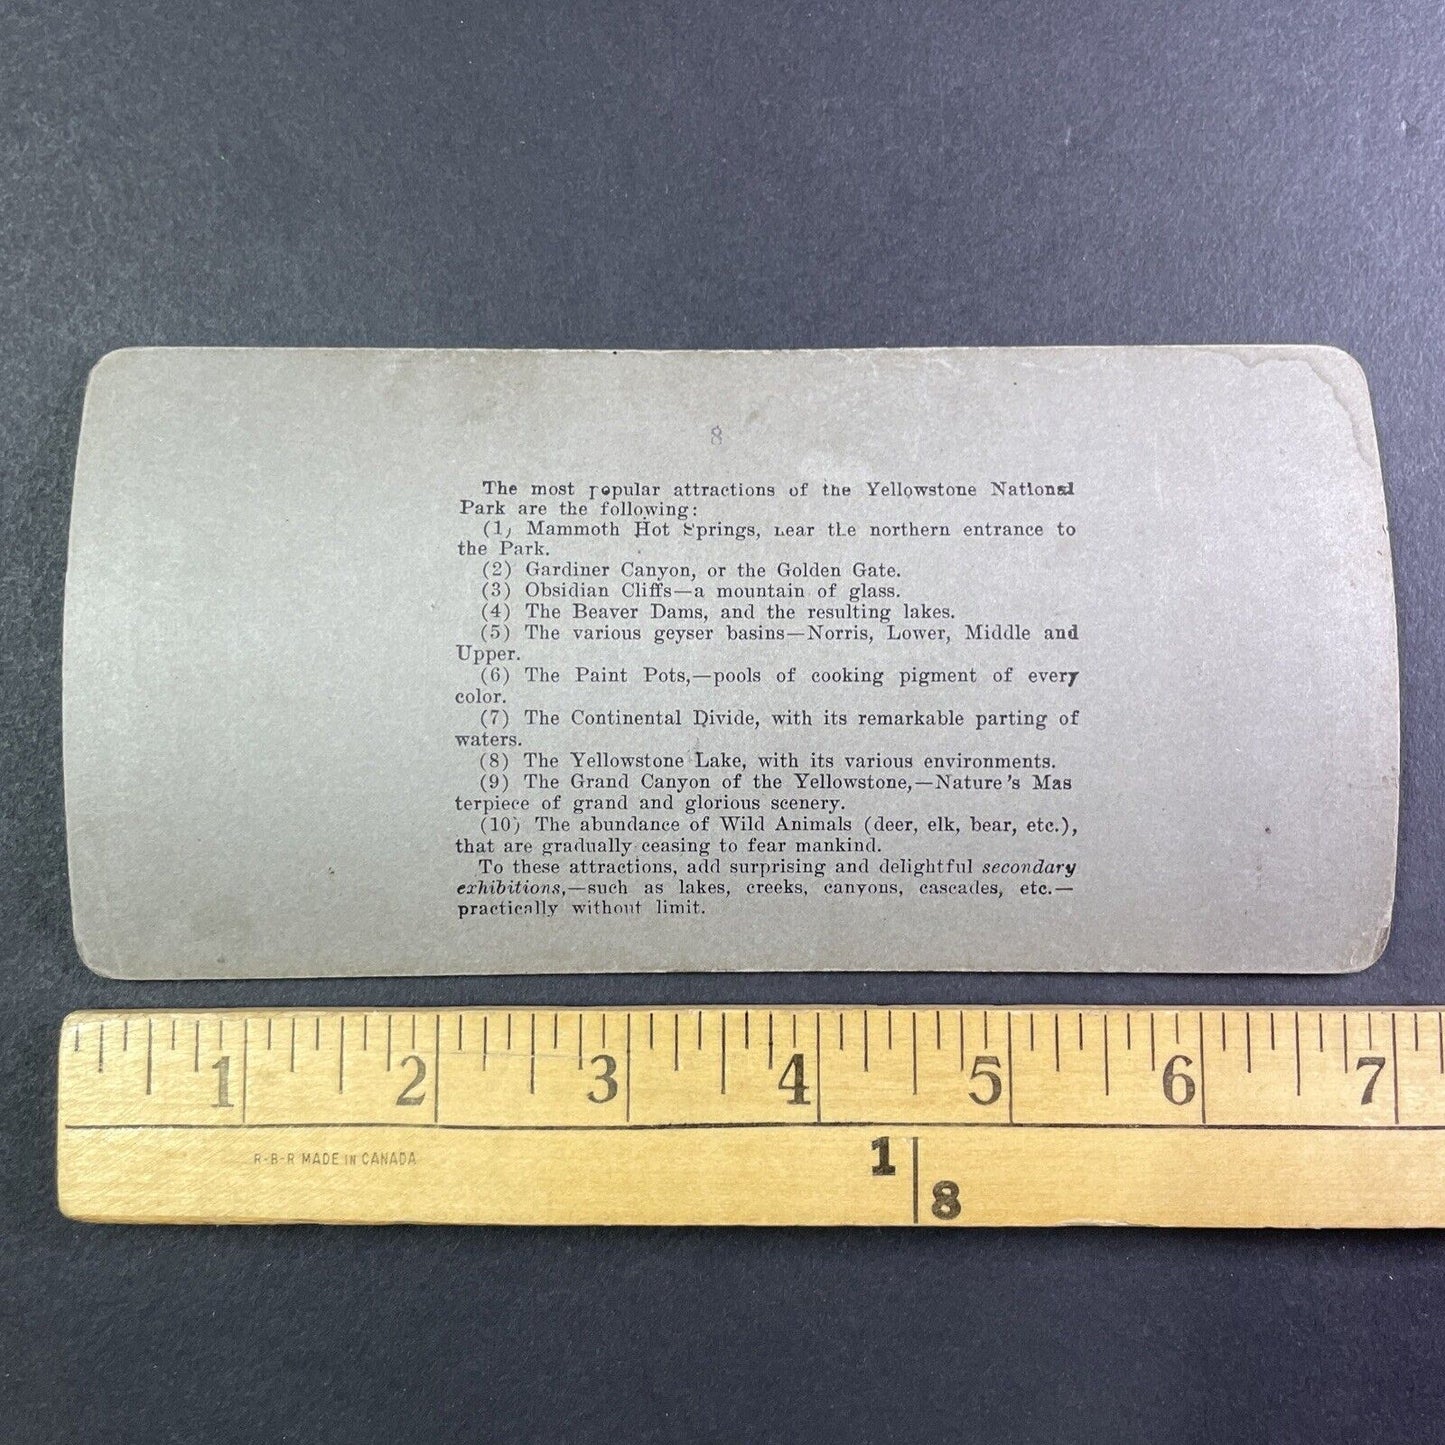 8
The most popular attractions of the Yellowstone National
Park are the following:
(1) Mammoth Hot Springs, near the northern entrance to
the Park.
(2) Gardiner Canyon, or the Golden Gate.
(3) Obsidian Cliffs—a mountain of glass.
(4) The Beaver Dams, and the resulting lakes.
(5) The various geyser basins—Norris, Lower, Middle and
Upper.
(6) The Paint Pots,—pools of cooking pigment of every
color.
(7) The Continental Divide, with its remarkable parting of
waters.
(8) The Yellowstone Lake, with its various environments.
(9) The Grand Canyon of the Yellowstone,—Nature's Mas
terpiece of grand and glorious scenery.
(10) The abundance of Wild Animals (deer, elk, bear, etc.),
that are gradually ceasing to fear mankind.
To these attractions, add surprising and delightful secondary
exhibitions,—such as lakes, creeks, canyons, cascades, etc.—
practically without limit.
1 2 3 4 5 6 7
R-B-R MADE IN CANADA
1
8